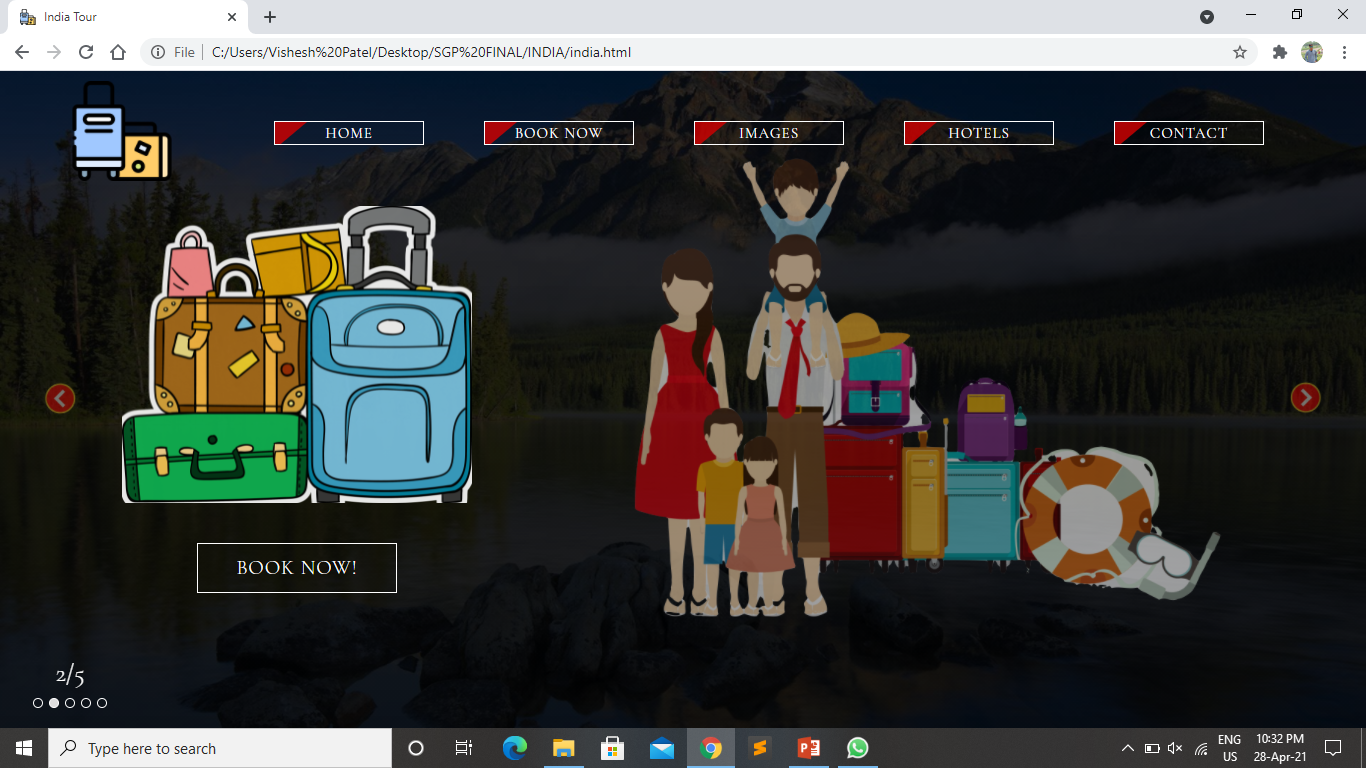 India Tour
File
C:/Users/Vishesh%20Patel/Desktop/SGP%20FINAL/INDIA/india.html
HOME
BOOK NOW
IMAGES
HOTELS
CONTACT
BOOK NOW!
2/5
Type here to search
ENG
US
10:32 PM
28-Apr-21